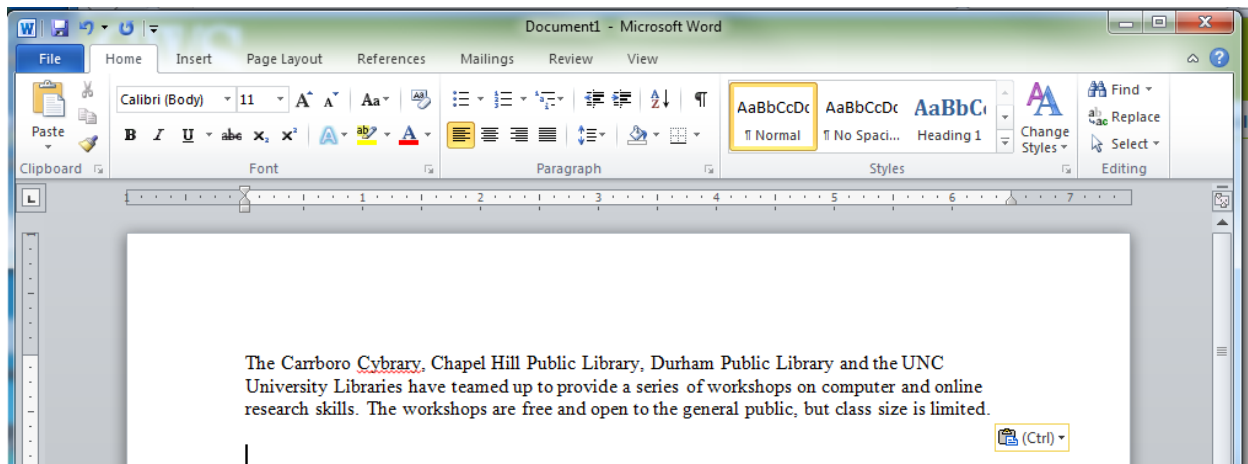 Document1 - Microsoft Word
File Home Insert Page Layout References Mailings Review View
Calibri (Body) 11 A A Aa
AaBbCcDc AaBbCcDc AaBbC
Find
Replace
Select
Paste
B I U abc x₂ x² A ab A
¶ Normal ¶ No Spaci... Heading 1
Change
Styles
Clipboard Font Paragraph Styles Editing
L 1 1 2 3 4 5 6 7
The Carrboro Cybrary, Chapel Hill Public Library, Durham Public Library and the UNC
University Libraries have teamed up to provide a series of workshops on computer and online
research skills. The workshops are free and open to the general public, but class size is limited.
(Ctrl)